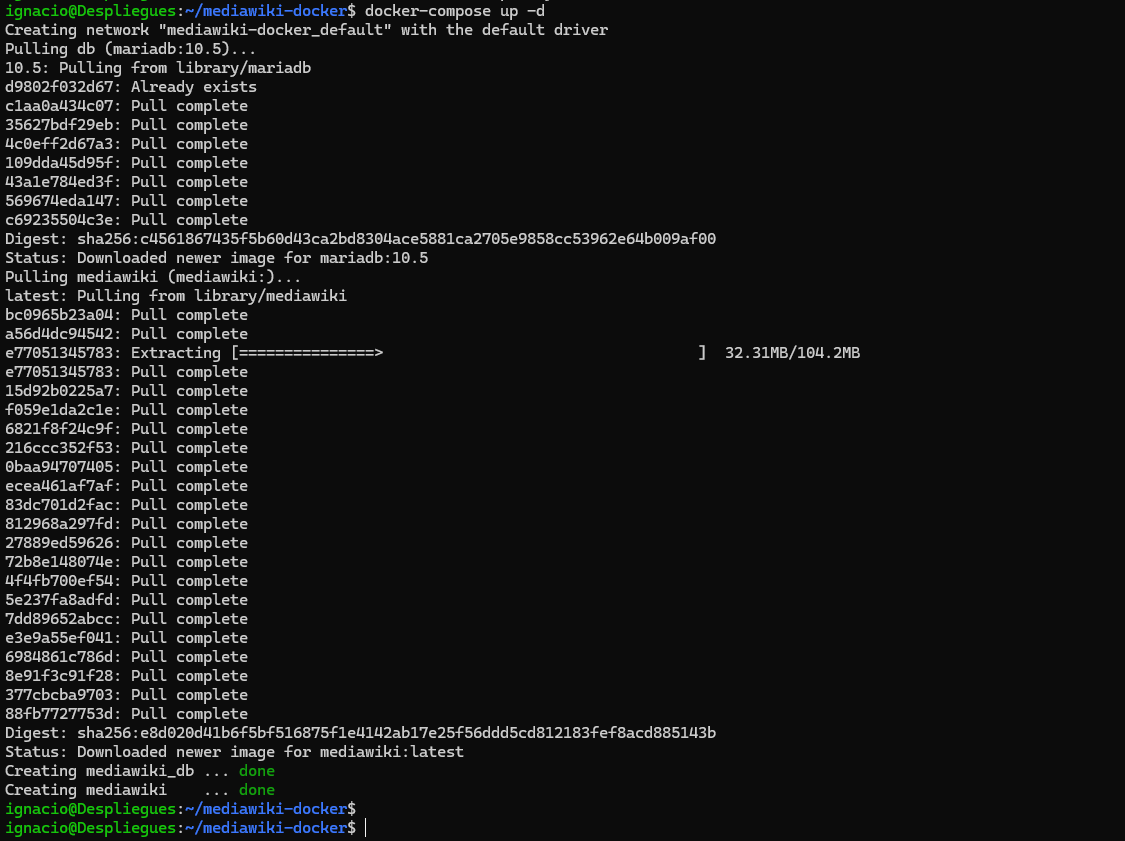 ignacio@Despliegues:~/mediawiki-docker$ docker-compose up -d
Creating network "mediawiki-docker_default" with the default driver
Pulling db (mariadb:10.5)...
10.5: Pulling from library/mariadb
d9802f032d67: Already exists
c1aa0a434c07: Pull complete
35627bdf29eb: Pull complete
4c0eff2d67a3: Pull complete
109dda45d95f: Pull complete
43a1e784ed3f: Pull complete
569674eda147: Pull complete
c69235504c3e: Pull complete
Digest: sha256:c4561867435f5b60d43ca2bd8304ace5881ca2705e9858cc53962e64b009af00
Status: Downloaded newer image for mariadb:10.5
Pulling mediawiki (mediawiki:)...
latest: Pulling from library/mediawiki
bc0965b23a04: Pull complete
a56d4dc94542: Pull complete
e77051345783: Extracting [===============>                                   ]  32.31MB/104.2MB
e77051345783: Pull complete
15d92b0225a7: Pull complete
f059e1da2c1e: Pull complete
6821f8f24c9f: Pull complete
216ccc352f53: Pull complete
0baa94707405: Pull complete
ecea461af7af: Pull complete
83dc701d2fac: Pull complete
812968a297fd: Pull complete
27889ed59626: Pull complete
72b8e148074e: Pull complete
4f4fb700ef54: Pull complete
5e237fa8adfd: Pull complete
7dd89652abcc: Pull complete
e3e9a55ef041: Pull complete
6984861c786d: Pull complete
8e91f3c91f28: Pull complete
377cbcba9703: Pull complete
88fb7727753d: Pull complete
Digest: sha256:e8d020d41b6f5bf516875f1e4142ab17e25f56ddd5cd812183fef8acd885143b
Status: Downloaded newer image for mediawiki:latest
Creating mediawiki_db ... done
Creating mediawiki    ... done
ignacio@Despliegues:~/mediawiki-docker$
ignacio@Despliegues:~/mediawiki-docker$